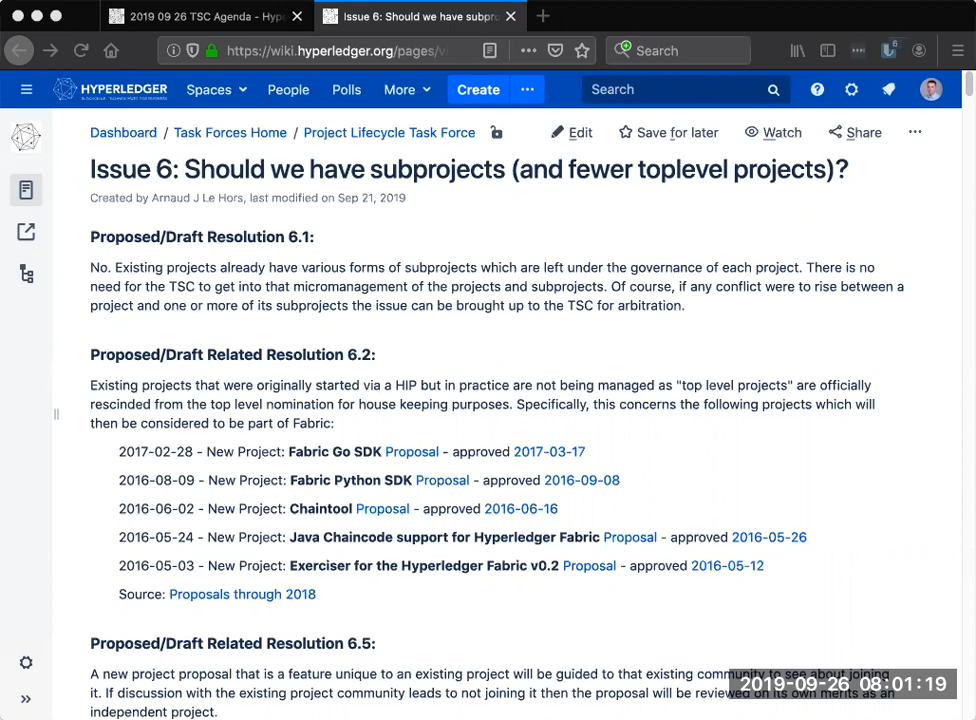 2019 09 26 TSC Agenda - Hype
Issue 6: Should we have subpro
https://wiki.hyperledger.org/pages/v
Search
6
HYPERLEDGER
Spaces
People
Polls
More
Create
Search
Dashboard / Task Forces Home / Project Lifecycle Task Force
Edit
Save for later
Watch
Share
Issue 6: Should we have subprojects (and fewer toplevel projects)?
Created by Arnaud J Le Hors, last modified on Sep 21, 2019
Proposed/Draft Resolution 6.1:
No. Existing projects already have various forms of subprojects which are left under the governance of each project. There is no
need for the TSC to get into that micromanagement of the projects and subprojects. Of course, if any conflict were to rise between a
project and one or more of its subprojects the issue can be brought up to the TSC for arbitration.
Proposed/Draft Related Resolution 6.2:
Existing projects that were originally started via a HIP but in practice are not being managed as "top level projects" are officially
rescinded from the top level nomination for house keeping purposes. Specifically, this concerns the following projects which will
then be considered to be part of Fabric:
2017-02-28 - New Project: Fabric Go SDK Proposal - approved 2017-03-17
2016-08-09 - New Project: Fabric Python SDK Proposal - approved 2016-09-08
2016-06-02 - New Project: Chaintool Proposal - approved 2016-06-16
2016-05-24 - New Project: Java Chaincode support for Hyperledger Fabric Proposal - approved 2016-05-26
2016-05-03 - New Project: Exerciser for the Hyperledger Fabric v0.2 Proposal - approved 2016-05-12
Source: Proposals through 2018
Proposed/Draft Related Resolution 6.5:
A new project proposal that is a feature unique to an existing project will be guided to that existing community to see about joining
it. If discussion with the existing project community leads to not joining it then the proposal will be reviewed on its own merits as an
independent project.
2019-09-26 08:01:19